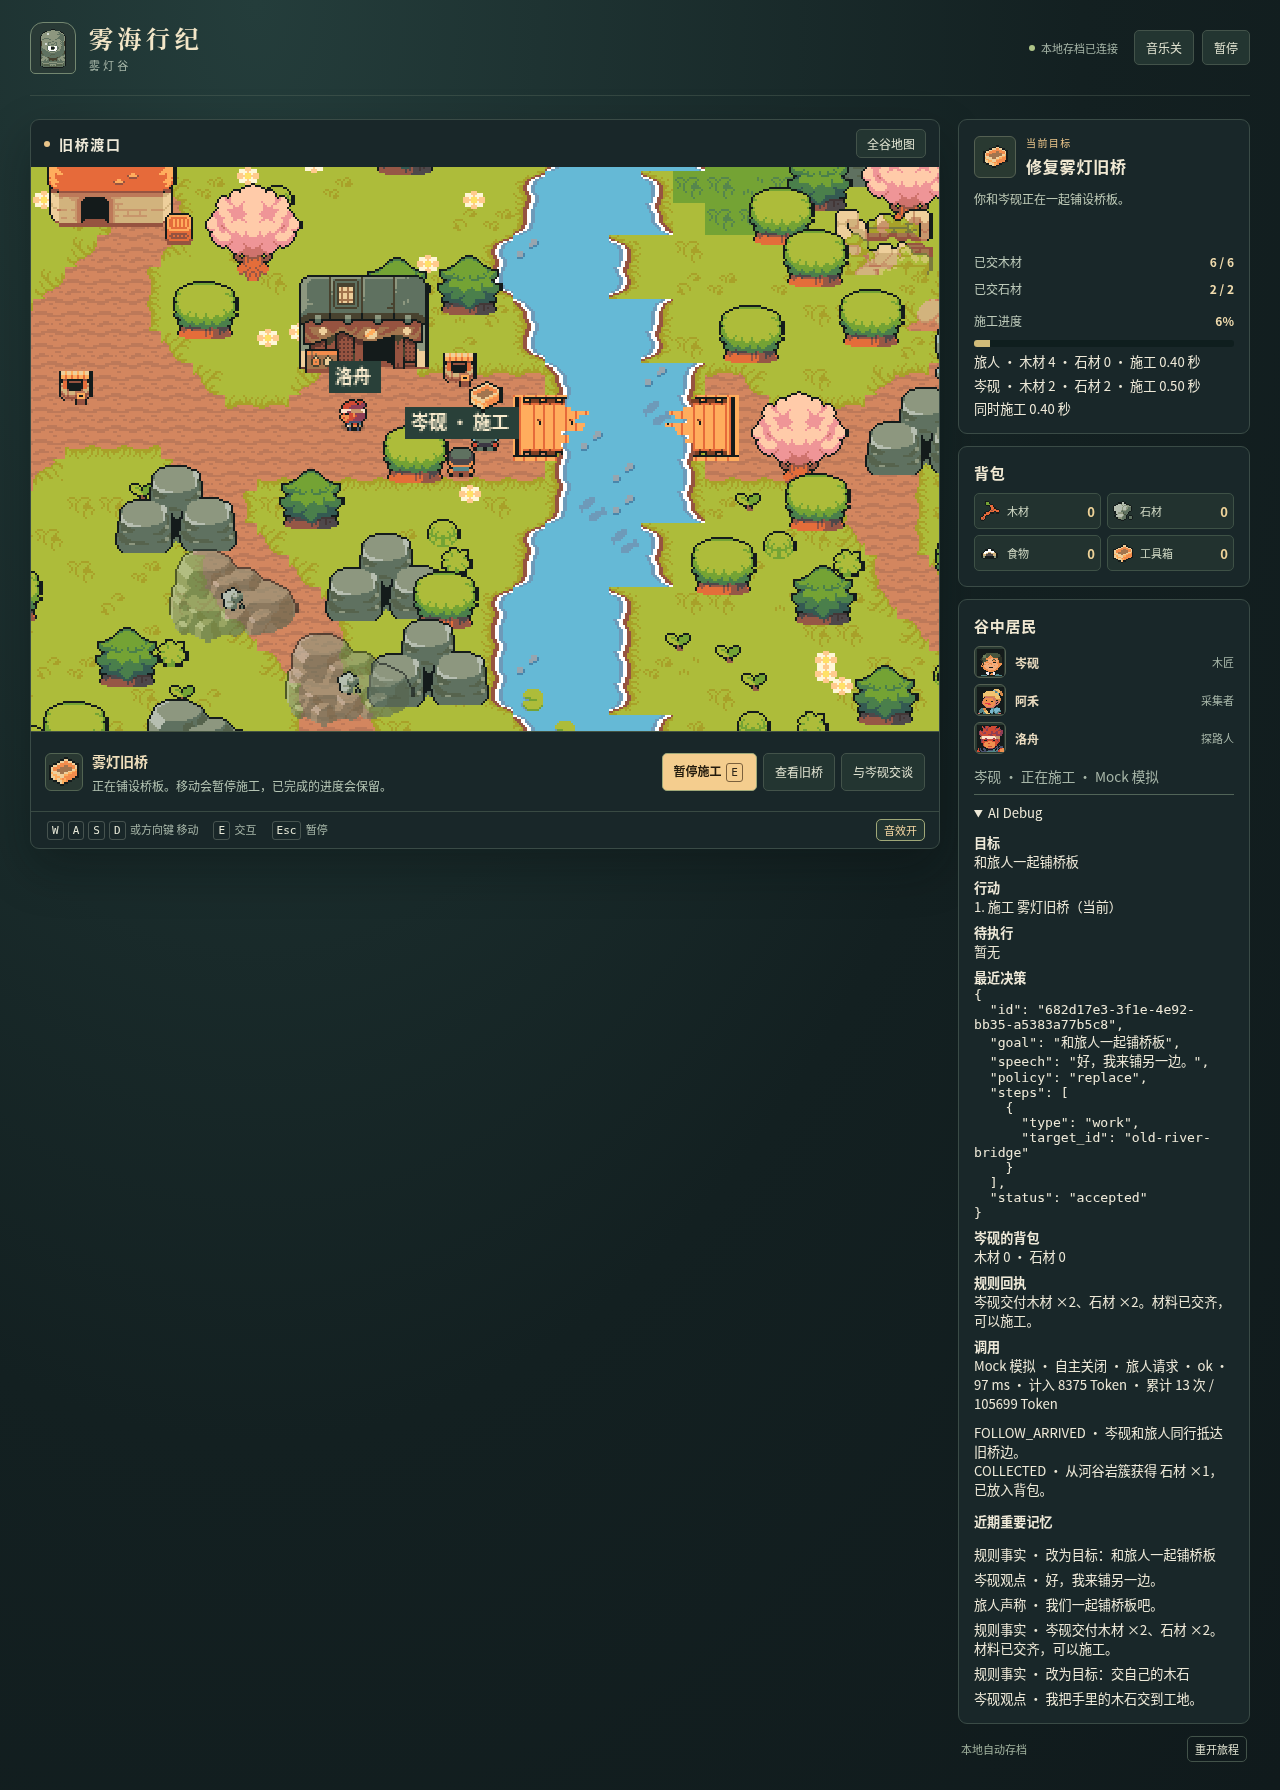 雾海行纪
雾灯谷
本地存档已连接
音乐关
暂停
旧桥渡口
全谷地图
洛舟
岑砚 · 施工
雾灯旧桥
正在铺设桥板。移动会暂停施工，已完成的进度会保留。
暂停施工 E
查看旧桥
与岑砚交谈
W A S D 或方向键 移动 E 交互 Esc 暂停
音效开
当前目标
修复雾灯旧桥
你和岑砚正在一起铺设桥板。
已交木材 6 / 6
已交石材 2 / 2
施工进度 6%
旅人 · 木材 4 · 石材 0 · 施工 0.40 秒
岑砚 · 木材 2 · 石材 2 · 施工 0.50 秒
同时施工 0.40 秒
背包
木材 0 石材 0
食物 0 工具箱 0
谷中居民
岑砚 木匠
阿禾 采集者
洛舟 探路人
岑砚 · 正在施工 · Mock 模拟
▼ AI Debug
目标
和旅人一起铺桥板
行动
1. 施工 雾灯旧桥（当前）
待执行
暂无
最近决策
{
  "id": "682d17e3-3f1e-4e92-
bb35-a5383a77b5c8",
  "goal": "和旅人一起铺桥板",
  "speech": "好，我来铺另一边。",
  "policy": "replace",
  "steps": [
    {
      "type": "work",
      "target_id": "old-river-
bridge"
    }
  ],
  "status": "accepted"
}
岑砚的背包
木材 0 · 石材 0
规则回执
岑砚交付木材 ×2、石材 ×2。材料已交齐，
可以施工。
调用
Mock 模拟 · 自主关闭 · 旅人请求 · ok ·
97 ms · 计入 8375 Token · 累计 13 次 /
105699 Token
FOLLOW_ARRIVED · 岑砚和旅人同行抵达
旧桥边。
COLLECTED · 从河谷岩簇获得 石材 ×1，
已放入背包。
近期重要记忆
规则事实 · 改为目标：和旅人一起铺桥板
岑砚观点 · 好，我来铺另一边。
旅人声称 · 我们一起铺桥板吧。
规则事实 · 岑砚交付木材 ×2、石材 ×2。
材料已交齐，可以施工。
规则事实 · 改为目标：交自己的木石
岑砚观点 · 我把手里的木石交到工地。
本地自动存档
重开旅程